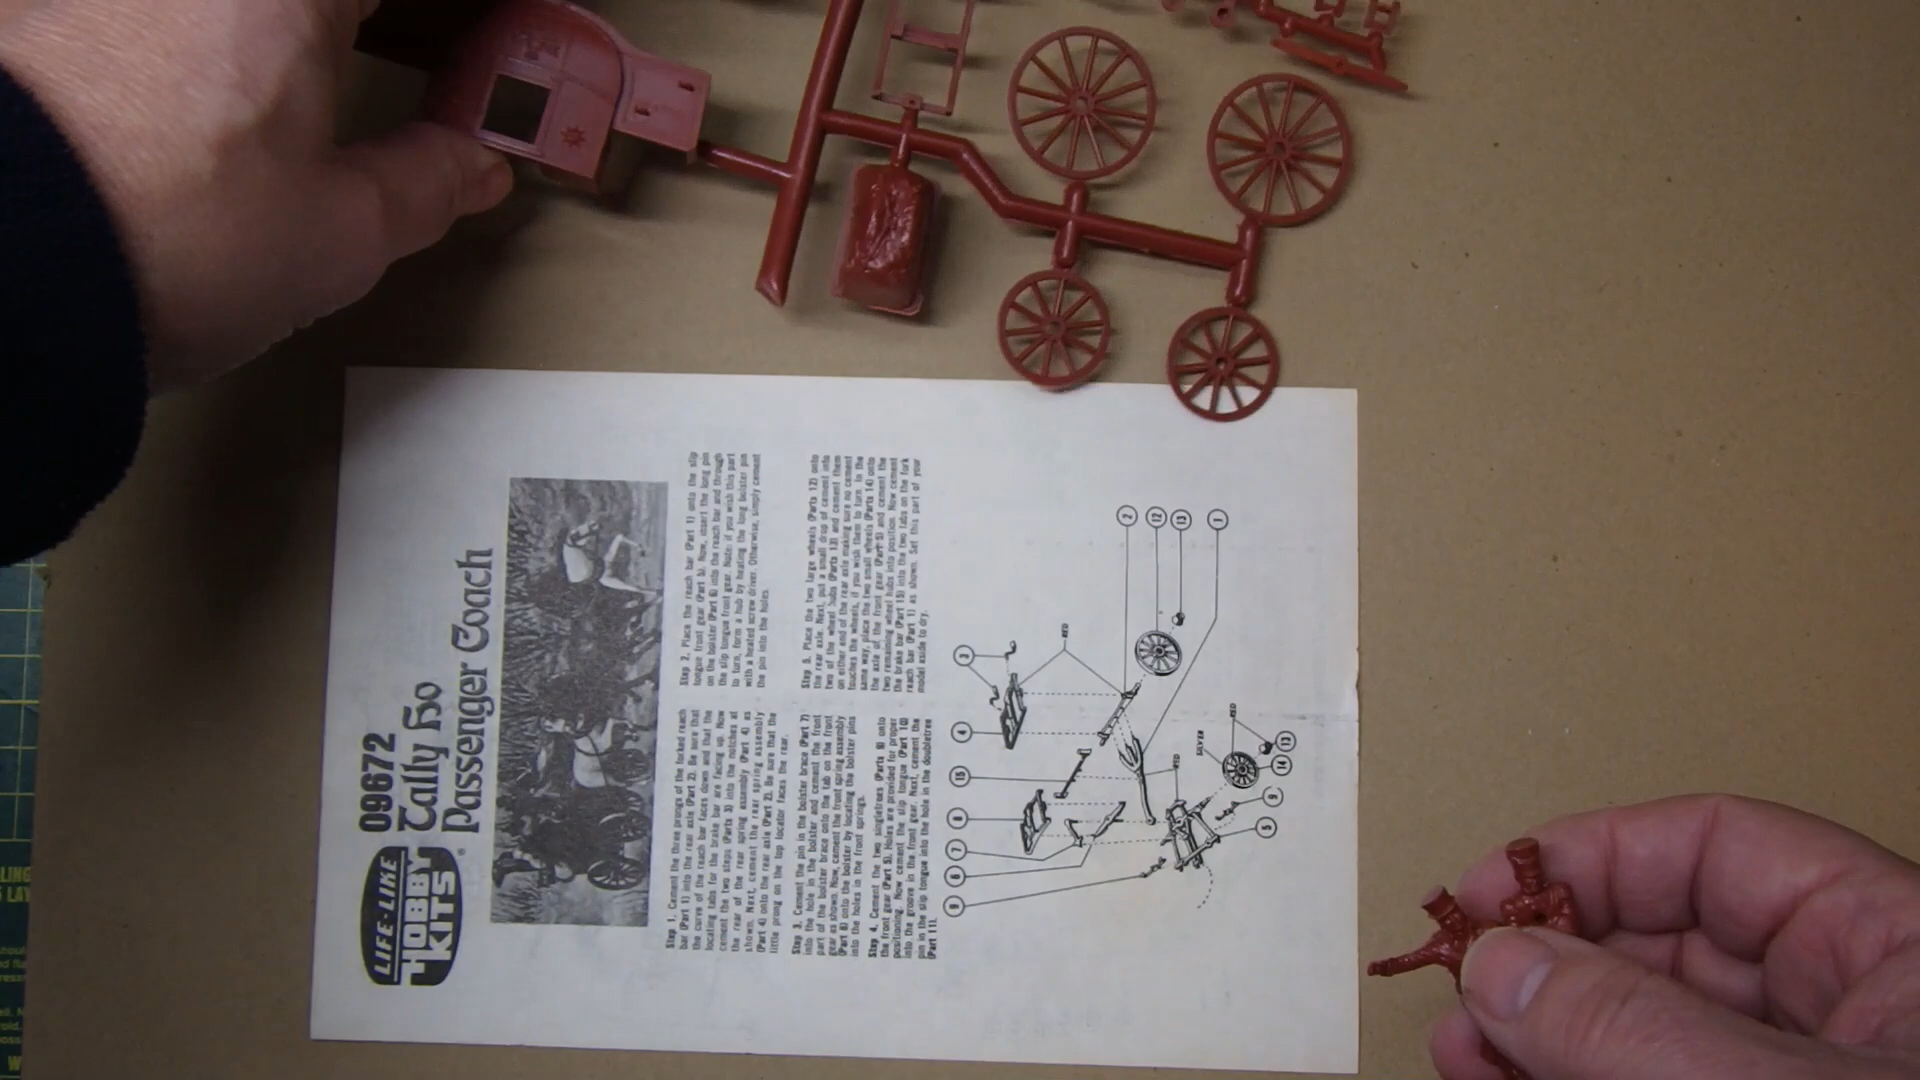 LIFE-LIKE
HOBBY
KITS
®
09672
Tally Ho
Passenger Coach
Step 1. Cement the three prongs of the forked reach
bar (Part 1) into the rear axle (Part 2). Be sure that
the curve of the reach bar faces down and that the
locating tabs for the brake bar are facing up. Now
cement the two steps (Parts 3) into the notches at
the rear of the rear spring assembly (Part 4) as
shown. Next, cement the rear spring assembly
(Part 4) onto the rear axle (Part 2). Be sure that the
little prong on the top locator faces the rear.
Step 2. Place the reach bar (Part 1) onto the slip
tongue front gear (Part 5). Now, insert the long pin
on the bolster (Part 6) into the reach bar and through
the slip tongue front gear. Note: if you wish this part
to turn, form a hub by heating the long bolster pin
with a heated screw driver. Otherwise, simply cement
the pin into the holes.
Step 3. Cement the pin in the bolster brace (Part 7)
into the hole in the bolster and cement the front
part of the bolster brace onto the tab on the front
gear as shown. Now, cement the front spring assembly
(Part 8) onto the bolster by locating the bolster pins
into the holes in the front springs.
Step 4. Cement the two singletrees (Parts 9) onto
the front gear (Part 5). Holes are provided for proper
positioning. Now cement the slip tongue (Part 10)
into the groove in the front gear. Next, cement the
pin in the slip tongue into the hole in the doubletree
(Part 11).
Step 5. Place the two large wheels (Parts 12) onto
the rear axle. Next, put a small drop of cement into
two of the wheel hubs (Parts 13) and cement them
on either end of the rear axle making sure no cement
touches the wheels, if you wish them to turn. In the
same way, place the two small wheels (Parts 14) onto
the axle of the front gear (Part 5) and cement the
two remaining wheel hubs into position. Now cement
the brake bar (Part 15) into the two tabs on the fork
reach bar (Part 1) as shown. Set this part of your
model aside to dry.
9
6
7
8
15
4
3
RED
2
12
13
1
RED
SILVER
RED
13
14
9
5